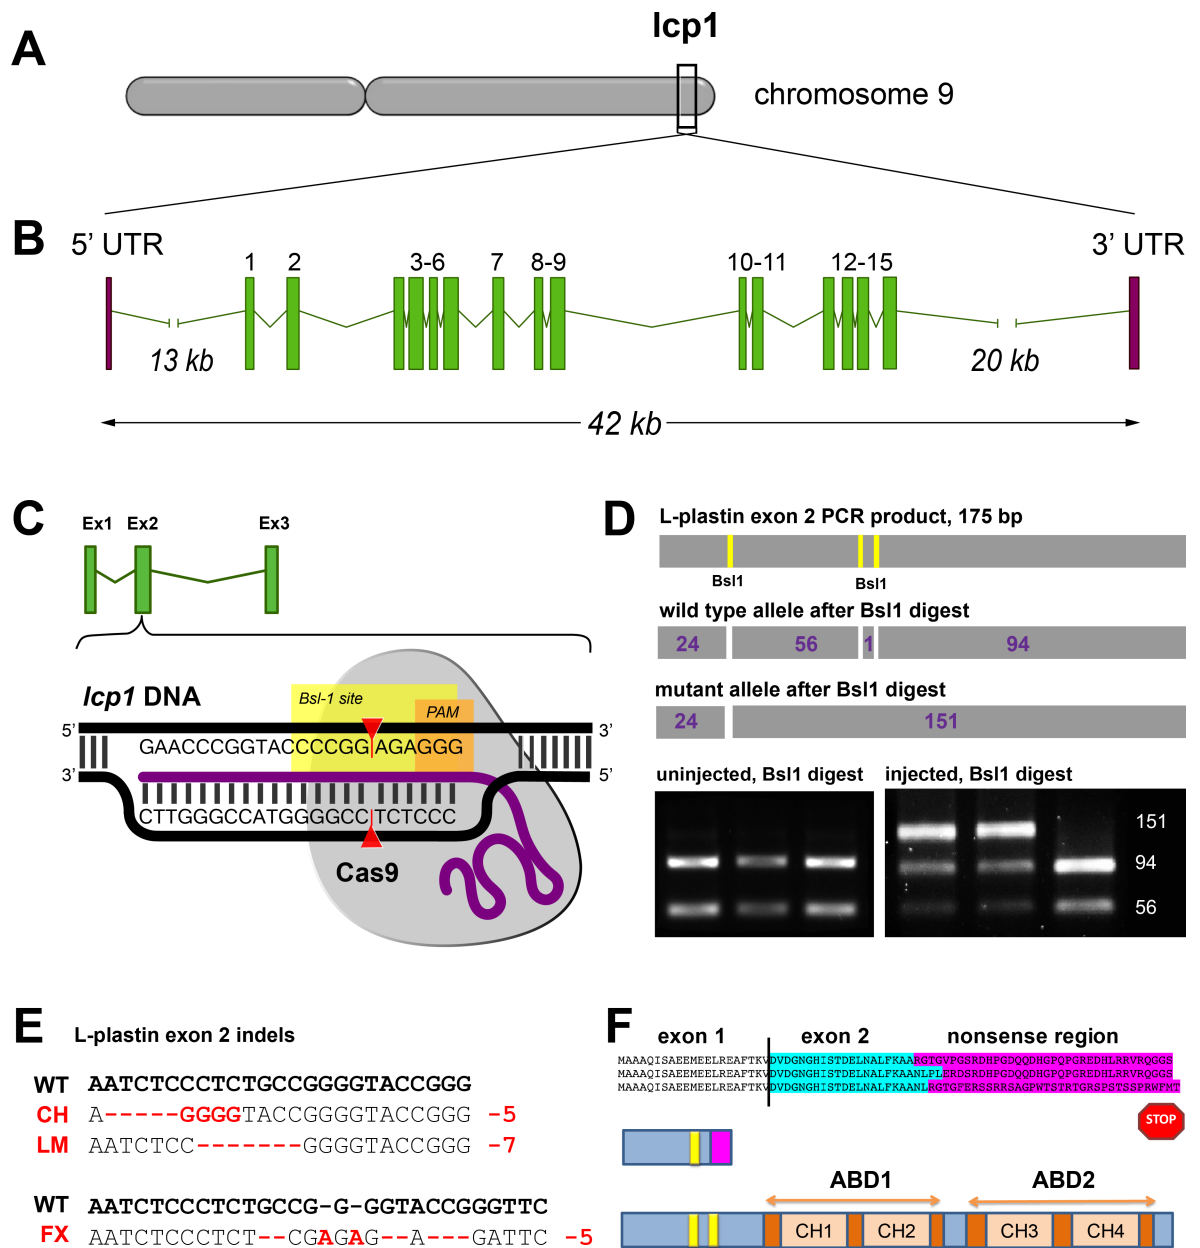 A
lcp1
chromosome 9
B
5' UTR
3' UTR
1 2 3-6 7 8-9 10-11 12-15
13 kb
20 kb
42 kb
C
Ex1 Ex2 Ex3
lcp1 DNA
Bsl-1 site
PAM
5' 3'
GAACCCGGTACCCCGGAGAGGG
3' 5'
CTTGGGCCATGGGGCCTCTCCC
Cas9
D
L-plastin exon 2 PCR product, 175 bp
Bsl1 Bsl1
wild type allele after Bsl1 digest
24 56 1 94
mutant allele after Bsl1 digest
24 151
uninjected, Bsl1 digest
injected, Bsl1 digest
151
94
56
E
L-plastin exon 2 indels
WT AATCTCCCTCTGCCGGGGTACCGGG
CH A-----GGGGTACCGGGGTACCGGG -5
LM AATCTCC-------GGGGTACCGGG -7
WT AATCTCCCTCTGCCG-G-GGTACCGGGTTC
FX AATCTCCCTCT--CGAGAG--A---GATTC -5
F
exon 1 exon 2 nonsense region
MAAAQISAEEMEELREAFTKVDVDGNGHISTDELNALFKAARGTGVPGSRDHPGDQQDHGPQPGREDHLRRVRQGGS
MAAAQISAEEMEELREAFTKVDVDGNGHISTDELNALFKAANLPLERDSRDHPGDQQDHGPQPGREDHLRRVRQGGS
MAAAQISAEEMEELREAFTKVDVDGNGHISTDELNALFKAANLRGTGFERSSRRSAGPWTSTRTGRSPSTSSPRWFMT
STOP
ABD1 ABD2
CH1 CH2 CH3 CH4